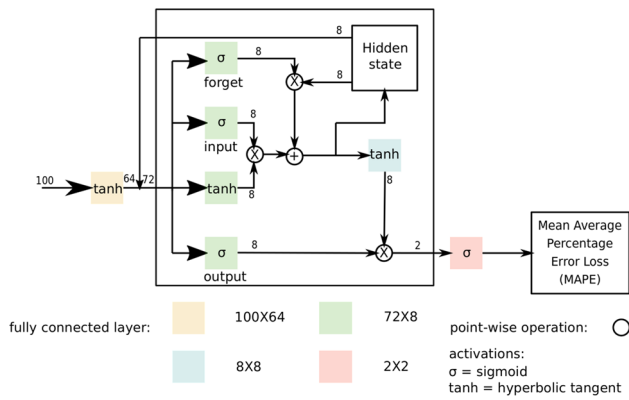 8
Hidden
state
σ
8
8
forget
X
σ
8
input
X
+
tanh
100
tanh
64
72
tanh
8
8
σ
8
output
X
2
σ
Mean Average
Percentage
Error Loss
(MAPE)
fully connected layer:
100X64
72X8
point-wise operation:
8X8
2X2
activations:
σ = sigmoid
tanh = hyperbolic tangent